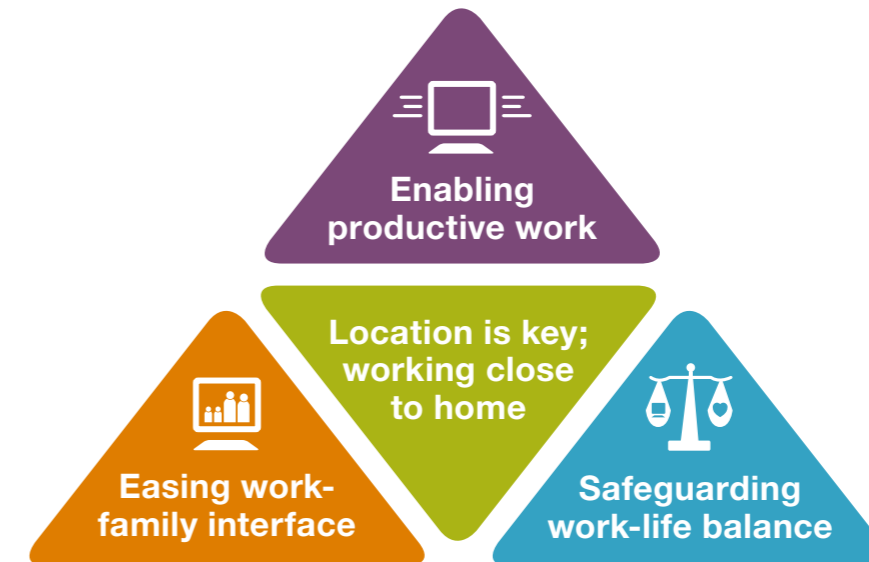 Enabling
productive work
Location is key;
working close
to home
Easing work-
family interface
Safeguarding
work-life balance